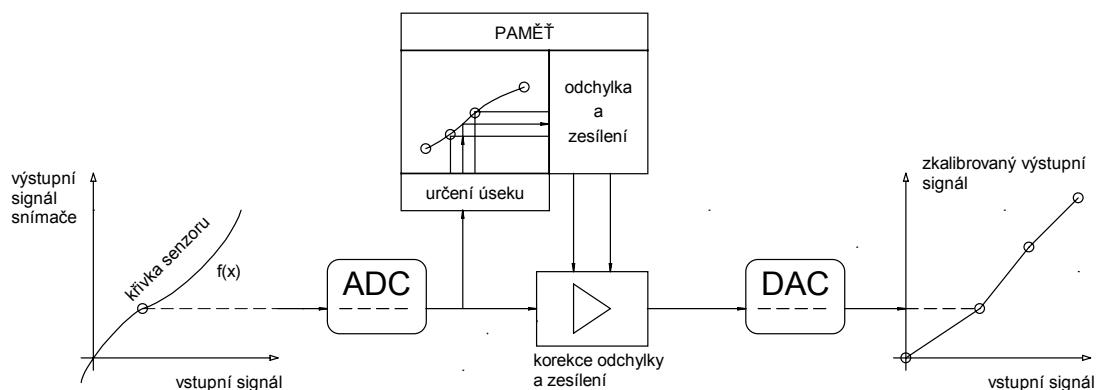 PAMĚŤ
odchylka
a
zesílení
určení úseku
výstupní
signál
snímače
křivka senzoru
f(x)
vstupní signál
ADC
korekce odchylky
a zesílení
DAC
zkalibrovaný výstupní
signál
vstupní signál